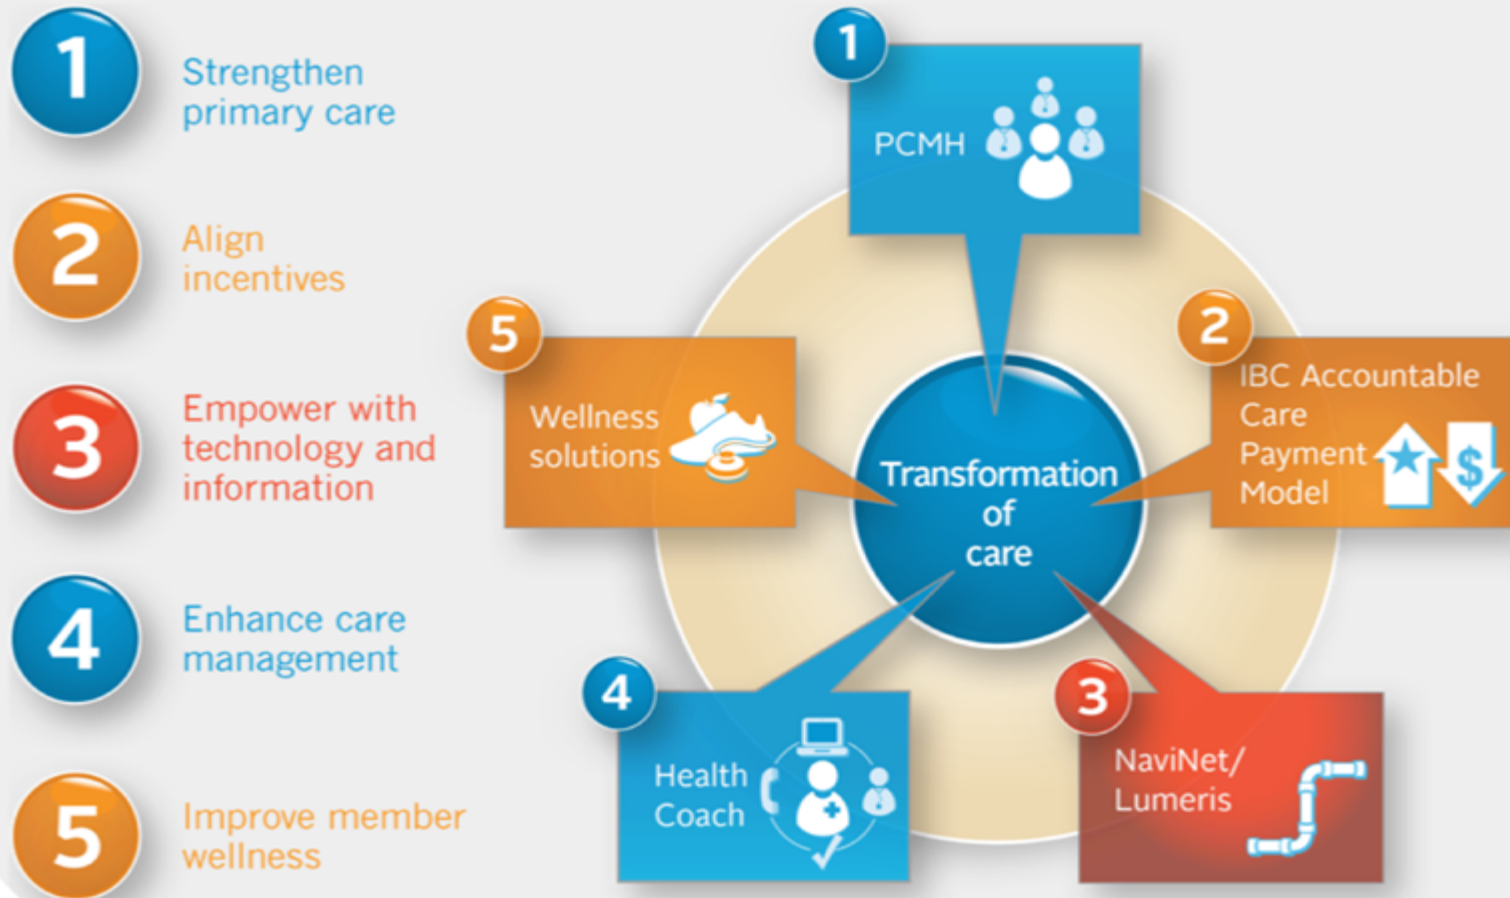 1
Strengthen
primary care
2
Align
incentives
3
Empower with
technology and
information
4
Enhance care
management
5
Improve member
wellness
1
PCMH
2
IBC Accountable
Care
Payment
Model
$
3
NaviNet/
Lumeris
4
Health
Coach
5
Wellness
solutions
Transformation
of
care